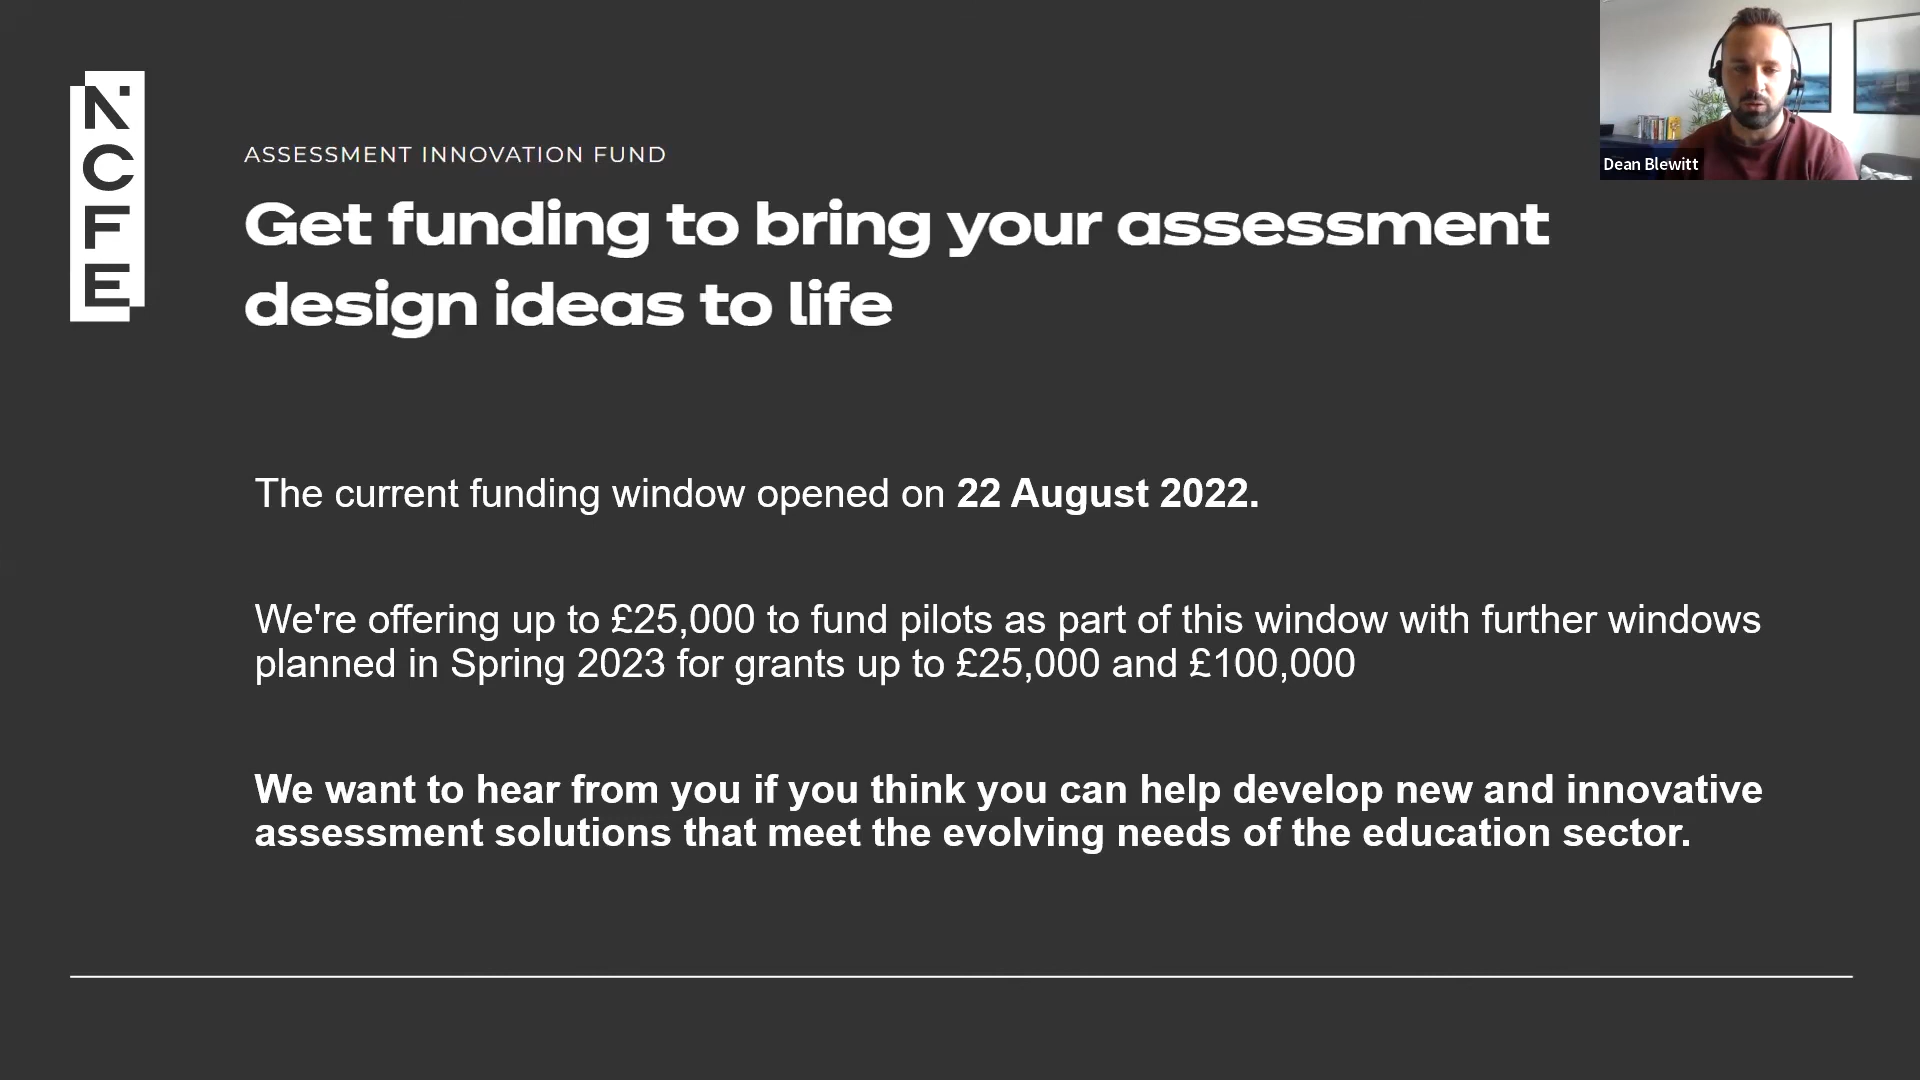 NCFE
ASSESSMENT INNOVATION FUND
Get funding to bring your assessment
design ideas to life
Dean Blewitt
The current funding window opened on 22 August 2022.
We're offering up to £25,000 to fund pilots as part of this window with further windows
planned in Spring 2023 for grants up to £25,000 and £100,000
We want to hear from you if you think you can help develop new and innovative
assessment solutions that meet the evolving needs of the education sector.